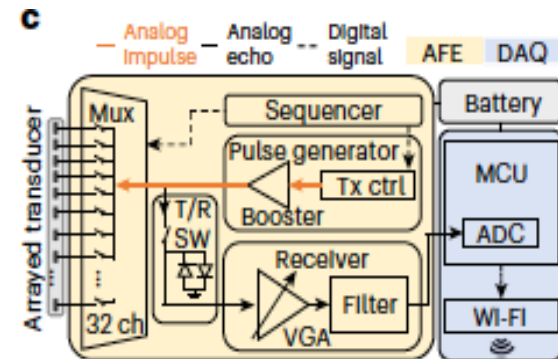 c
Analog impulse
Analog echo
Digital signal
AFE
DAQ
Arrayed transducer
Mux
32 ch
Sequencer
Pulse generator
Tx ctrl
Booster
T/R
SW
Receiver
VGA
Filter
Battery
MCU
ADC
WI-FI